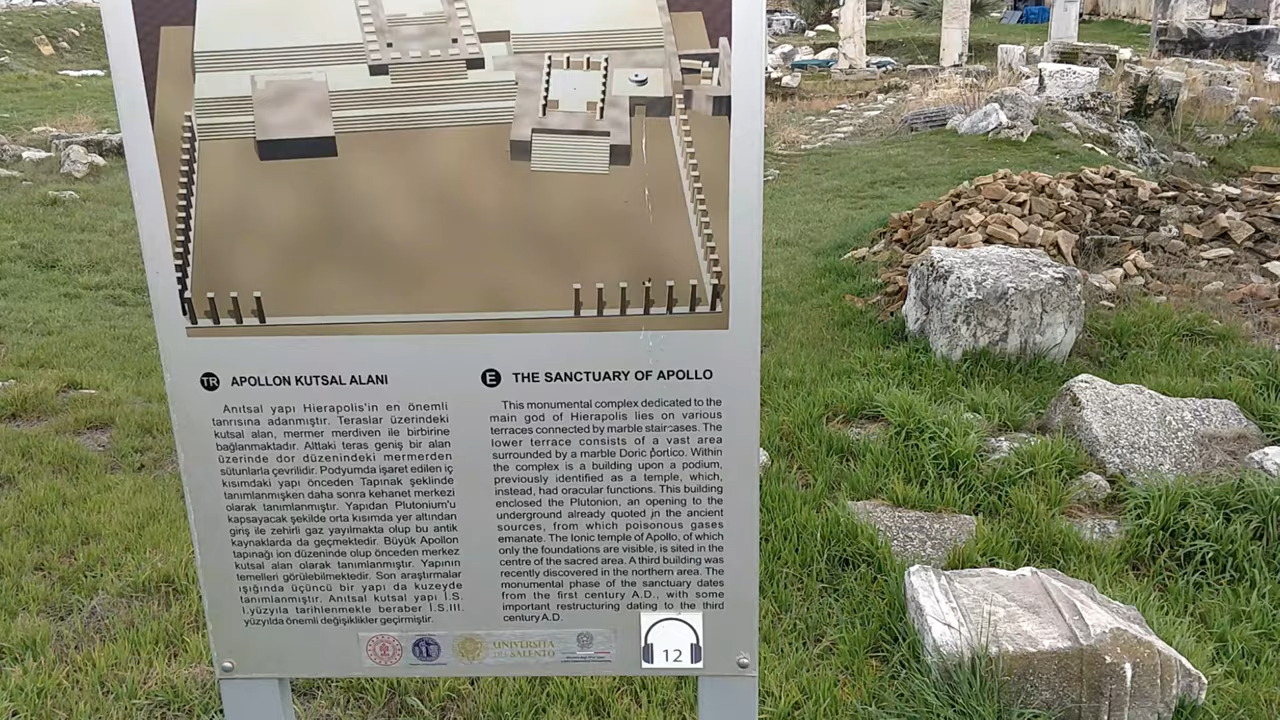 TR APOLLON KUTSAL ALANI
Anıtsal yapı Hierapolis'in en önemli
tanrısına adanmıştır. Teraslar üzerindeki
kutsal alan, mermer merdiven ile birbirine
bağlanmaktadır. Alttaki teras geniş bir alan
üzerinde dor düzenindeki mermerden
sütunlarla çevrilidir. Podyumda işaret edilen iç
kısımdaki yapı önceden Tapınak şeklinde
tanımlanmışken daha sonra kehanet merkezi
olarak tanımlanmıştır. Yapıdan Plutonium'u
kapsayacak şekilde orta kısımda yer altından
giriş ile zehirli gaz yayılmakta olup bu antik
kaynaklarda da geçmektedir. Büyük Apollon
tapınağı ion düzeninde olup önceden merkez
kutsal alan olarak tanımlanmıştır. Yapının
temelleri görülebilmektedir. Son araştırmalar
ışığında üçüncü bir yapı da kuzeyde
tanımlanmıştır. Anıtsal kutsal yapı İ.S.
I.yüzyıla tarihlenmekle beraber İ.S.III.
yüzyılda önemli değişiklikler geçirmiştir.
E THE SANCTUARY OF APOLLO
This monumental complex dedicated to the
main god of Hierapolis lies on various
terraces connected by marble staircases. The
lower terrace consists of a vast area
surrounded by a marble Doric portico. Within
the complex is a building upon a podium,
previously identified as a temple, which,
instead, had oracular functions. This building
enclosed the Plutonion, an opening to the
underground already quoted in the ancient
sources, from which poisonous gases
emanate. The Ionic temple of Apollo, of which
only the foundations are visible, is sited in the
centre of the sacred area. A third building was
recently discovered in the northern area. The
monumental phase of the sanctuary dates
from the first century A.D., with some
important restructuring dating to the third
century A.D.
UNIVERSITÀ
DEL SALENTO
12